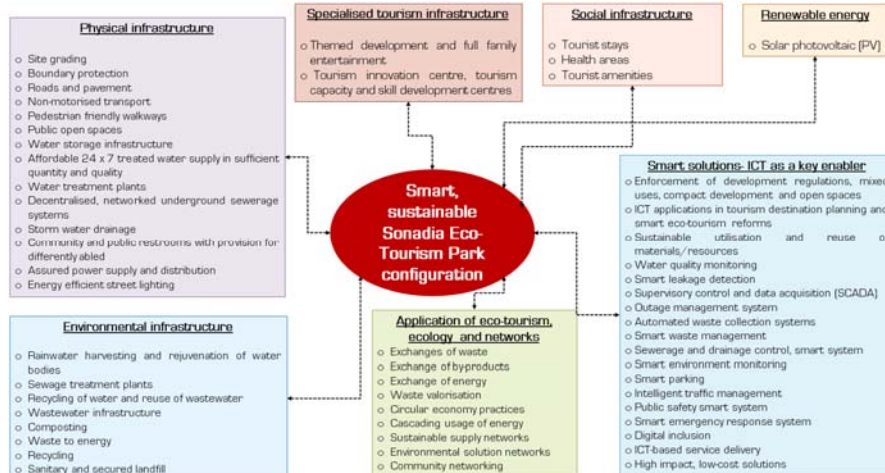 Physical infrastructure
o Site grading
o Boundary protection
o Roads and pavement
o Non-motorised transport
o Pedestrian friendly walkways
o Public open spaces
o Water storage infrastructure
o Affordable 24 x 7 treated water supply in sufficient
quantity and quality
o Water treatment plants
o Decentralised, networked underground sewerage
systems
o Storm water drainage
o Community and public restrooms with provision for
differently abled
o Assured power supply and distribution
o Energy efficient street lighting
Specialised tourism infrastructure
o Themed development and full family
entertainment
o Tourism innovation centre, tourism
capacity and skill development centres
Social infrastructure
o Tourist stays
o Health areas
o Tourist amenities
Renewable energy
o Solar photovoltaic (PV)
Smart,
sustainable
Sonadia Eco-
Tourism Park
configuration
Smart solutions- ICT as a key enabler
o Enforcement of development regulations, mixed
uses, compact development and open spaces
o ICT applications in tourism destination planning and
smart eco-tourism reforms
o Sustainable utilisation and reuse of
materials/resources
o Water quality monitoring
o Smart leakage detection
o Supervisory control and data acquisition (SCADA)
o Outage management system
o Automated waste collection systems
o Smart waste management
o Sewerage and drainage control, smart system
o Smart environment monitoring
o Smart parking
o Intelligent traffic management
o Public safety smart system
o Smart emergency response system
o Digital inclusion
o ICT-based service delivery
o High impact, low-cost solutions
Environmental infrastructure
o Rainwater harvesting and rejuvenation of water
bodies
o Sewage treatment plants
o Recycling of water and reuse of wastewater
o Wastewater infrastructure
o Composting
o Waste to energy
o Recycling
o Sanitary and secured landfill
Application of eco-tourism,
ecology and networks
o Exchanges of waste
o Exchange of by-products
o Exchange of energy
o Waste valorisation
o Circular economy practices
o Cascading usage of energy
o Sustainable supply networks
o Environmental solution networks
o Community networking